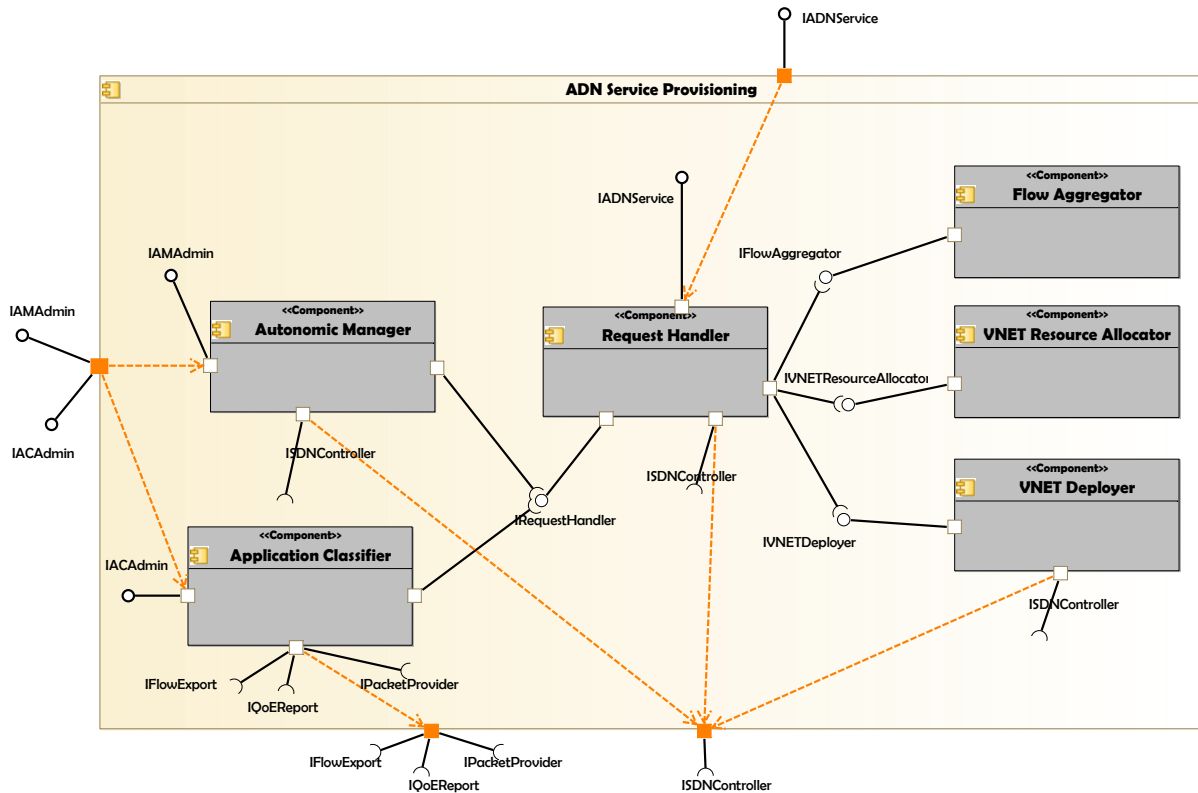 IADNService
ADN Service Provisioning
<<Component>>
Flow Aggregator
IADNService
IFlowAggregator
IAMAdmin
<<Component>>
Autonomic Manager
<<Component>>
Request Handler
<<Component>>
VNET Resource Allocator
IAMAdmin
IVNETResourceAllocator
IACAdmin
ISDNController
ISDNController
<<Component>>
VNET Deployer
IRequestHandler
<<Component>>
Application Classifier
IVNETDeployer
IACAdmin
ISDNController
IFlowExport
IPacketProvider
IQoEReport
IFlowExport
IPacketProvider
IQoEReport
ISDNController